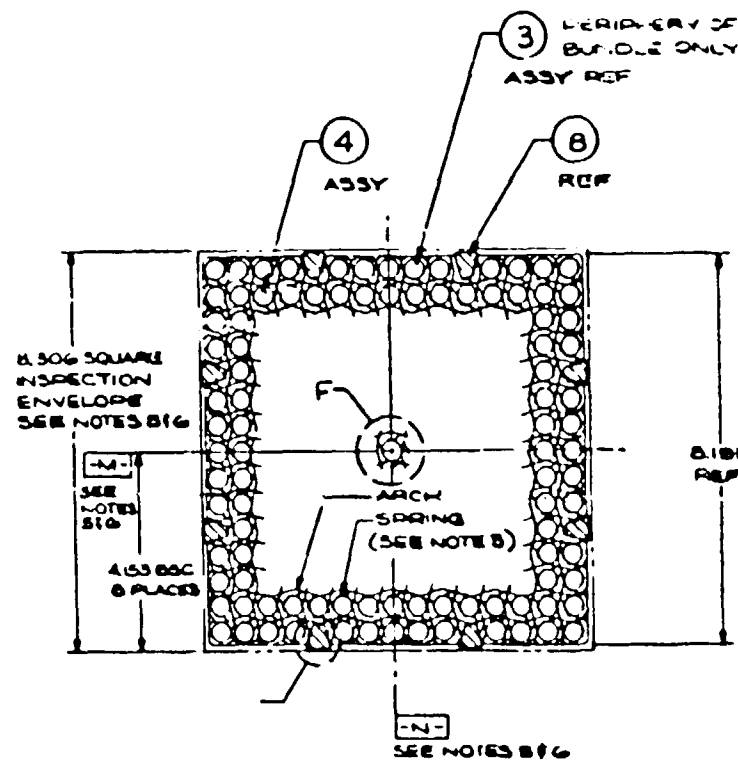 3
PERIPHERY OF
BUNDLE ONLY
ASSY REF
4
ASSY
8
REF
8.306 SQUARE
INSPECTION
ENVELOPE
SEE NOTES 5 & 6
-M-
SEE
NOTES
5 & 6
4.153 BSC
8 PLACES
F
ARCH
SPRING
(SEE NOTE 5)
REF
-N-
SEE NOTES 5 & 6